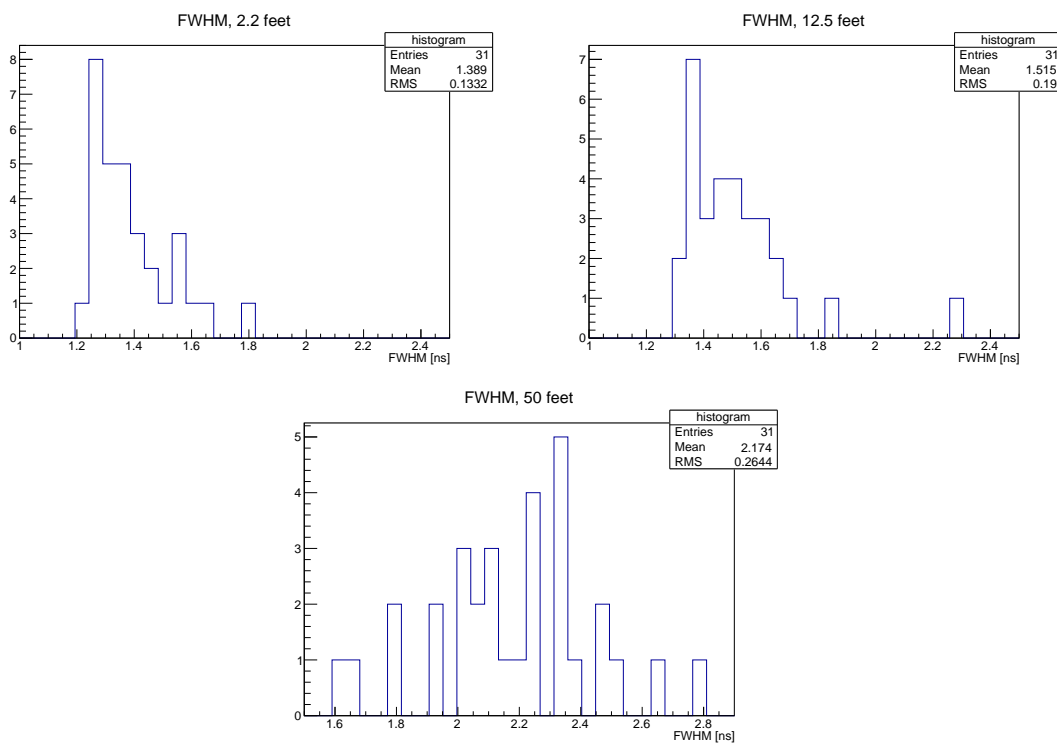 FWHM, 2.2 feet
histogram
Entries 31
Mean 1.389
RMS 0.1332
8
7
6
5
4
3
2
1
0
1 1.2 1.4 1.6 1.8 2 2.2 2.4
FWHM [ns]
FWHM, 12.5 feet
histogram
Entries 31
Mean 1.515
RMS 0.19
7
6
5
4
3
2
1
0
1 1.2 1.4 1.6 1.8 2 2.2 2.4
FWHM [ns]
FWHM, 50 feet
histogram
Entries 31
Mean 2.174
RMS 0.2644
5
4
3
2
1
0
1.6 1.8 2 2.2 2.4 2.6 2.8
FWHM [ns]